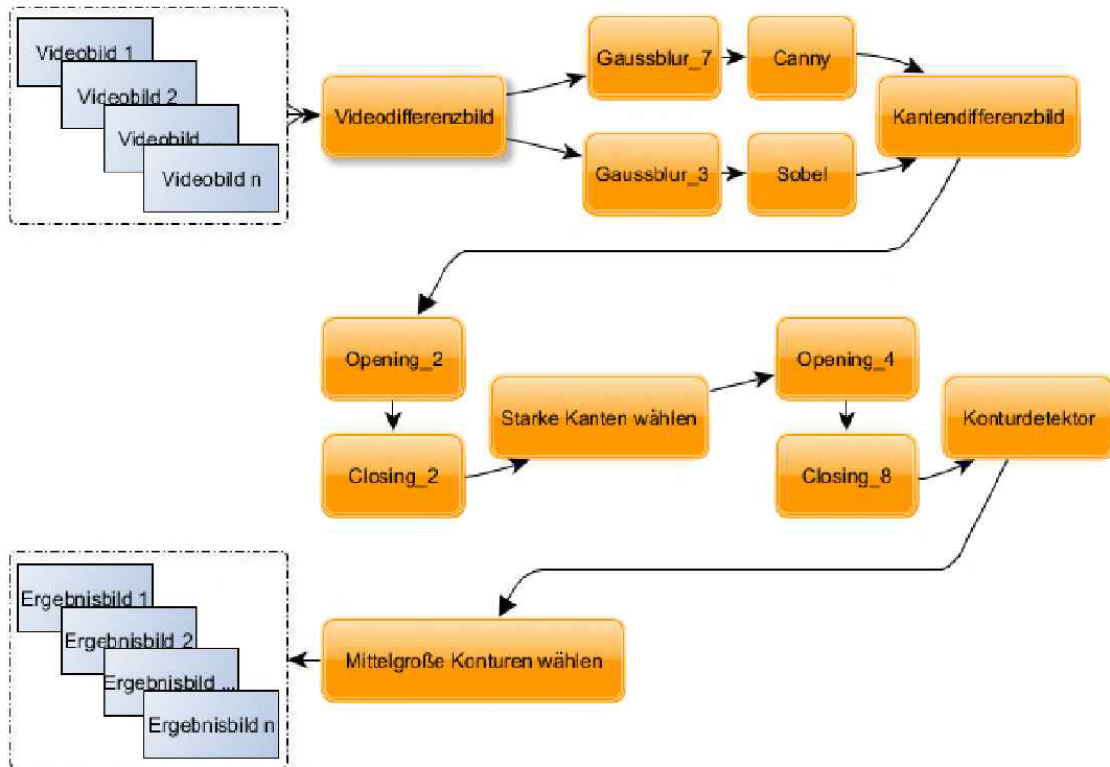 Videobild 1
Videobild 2
Videobild ...
Videobild n
Videodifferenzbild
Gaussblur_7
Canny
Gaussblur_3
Sobel
Kantendifferenzbild
Opening_2
Closing_2
Starke Kanten wählen
Opening_4
Closing_8
Konturdetektor
Mittelgroße Konturen wählen
Ergebnisbild 1
Ergebnisbild 2
Ergebnisbild ...
Ergebnisbild n